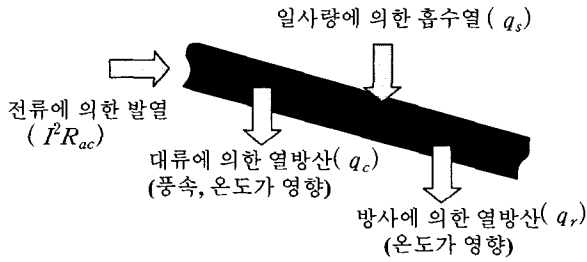 일사량에 의한 흡수열( qs)
전류에 의한 발열
( I²Rac)
대류에 의한 열방산( qc)
(풍속, 온도가 영향)
방사에 의한 열방산( qr)
(온도가 영향)